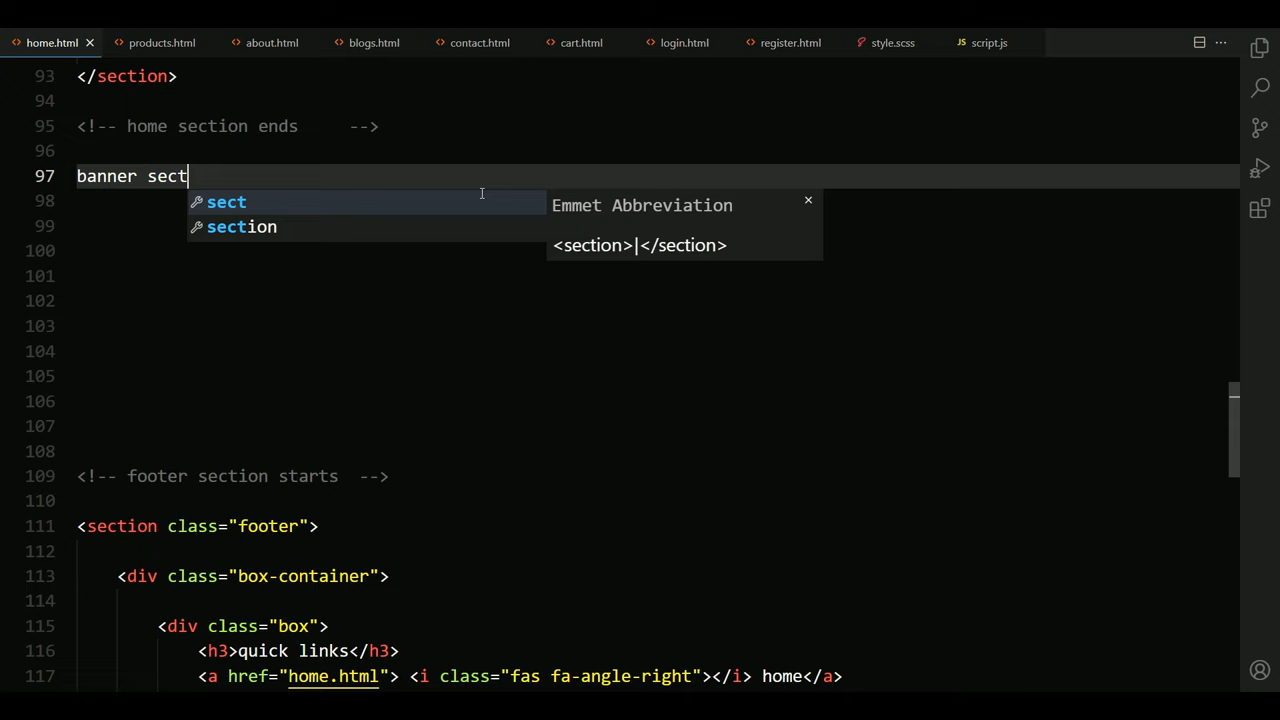 home.html products.html about.html blogs.html contact.html cart.html login.html register.html style.scss JS script.js
93 </section>
94
95 <!-- home section ends     -->
96
97 banner sect
98 sect
99 section
Emmet Abbreviation
<section>|</section>
100
101
102
103
104
105
106
107
108
109 <!-- footer section starts  -->
110
111 <section class="footer">
112
113 <div class="box-container">
114
115 <div class="box">
116 <h3>quick links</h3>
117 <a href="home.html"> <i class="fas fa-angle-right"></i> home</a>